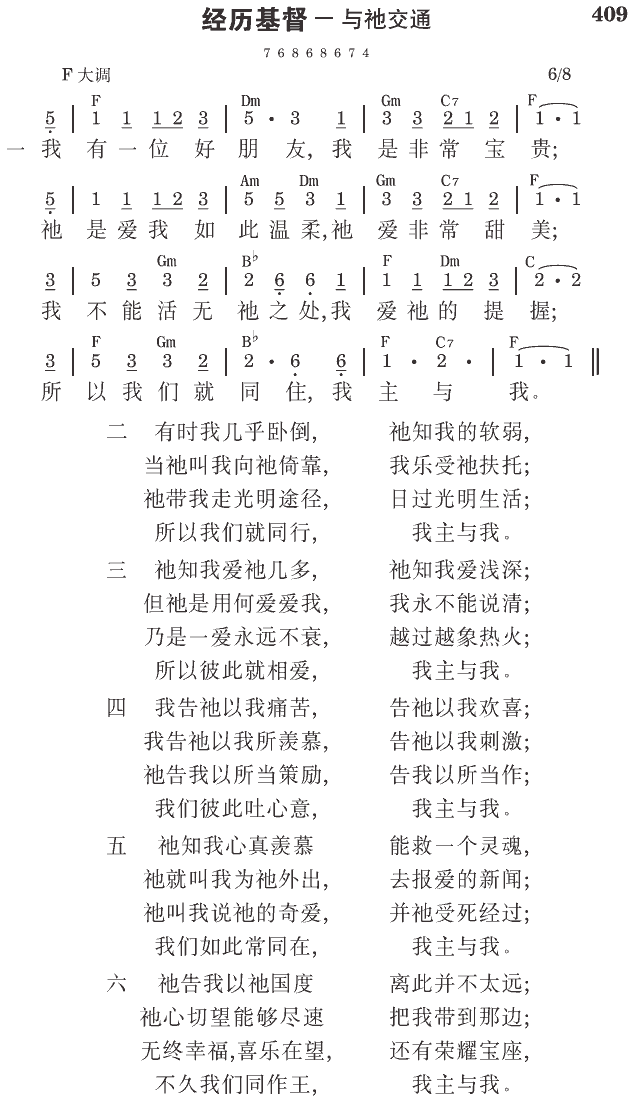 经历基督 — 与祂交通 409
7 6 8 6 8 6 7 4
F 大调 6/8
F Dm Gm C7 F
5 | 1 1 1 2 3 | 5 · 3 1 | 3 3 2 1 2 | 1 · 1
一 我 有 一 位 好 朋 友, 我 是 非 常 宝 贵;
Am Dm Gm C7 F
5 | 1 1 1 2 3 | 5 5 3 1 | 3 3 2 1 2 | 1 · 1
祂 是 爱 我 如 此 温 柔, 祂 爱 非 常 甜 美;
Gm B♭ F Dm C
3 | 5 3 3 2 | 2 6 6 1 | 1 1 1 2 3 | 2 · 2
我 不 能 活 无 祂 之 处, 我 爱 祂 的 提 握;
F Gm B♭ F C7 F
3 | 5 3 3 2 | 2 · 6 6 | 1 · 2 · | 1 · 1 ‖
所 以 我 们 就 同 住, 我 主 与 我。
二 有时我几乎卧倒, 祂知我的软弱,
当祂叫我向祂倚靠, 我乐受祂扶托;
祂带我走光明途径, 日过光明生活;
所以我们就同行, 我主与我。
三 祂知我爱祂几多, 祂知我爱浅深;
但祂是用何爱爱我, 我永不能说清;
乃是一爱永远不衰, 越过越象热火;
所以彼此就相爱, 我主与我。
四 我告祂以我痛苦, 告祂以我欢喜;
我告祂以我所羡慕, 告祂以我刺激;
祂告我以所当策励, 告我以所当作;
我们彼此吐心意, 我主与我。
五 祂知我心真羡慕 能救一个灵魂,
祂就叫我为祂外出, 去报爱的新闻;
祂叫我说祂的奇爱, 并祂受死经过;
我们如此常同在, 我主与我。
六 祂告我以祂国度 离此并不太远;
祂心切望能够尽速 把我带到那边;
无终幸福,喜乐在望, 还有荣耀宝座,
不久我们同作王, 我主与我。